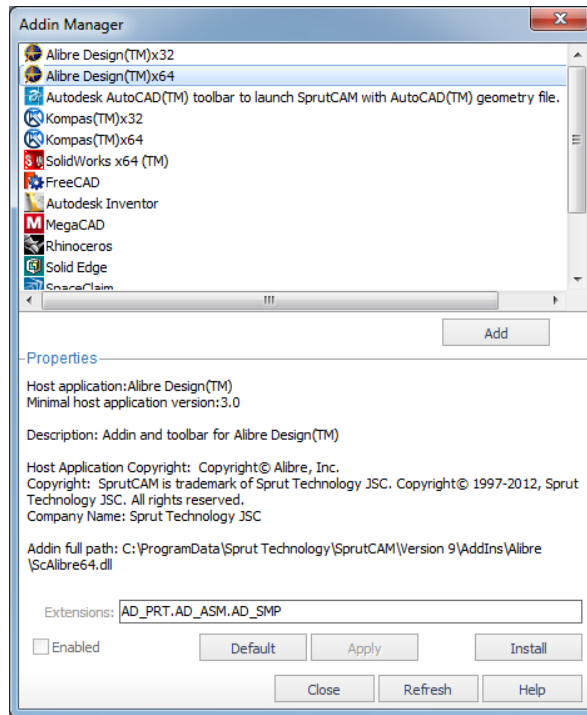 Addin Manager
Alibre Design(TM)x32
Alibre Design(TM)x64
Autodesk AutoCAD(TM) toolbar to launch SprutCAM with AutoCAD(TM) geometry file.
Kompas(TM)x32
Kompas(TM)x64
SolidWorks x64 (TM)
FreeCAD
Autodesk Inventor
MegaCAD
Rhinoceros
Solid Edge
SpaceClaim
Add
Properties
Host application:Alibre Design(TM)
Minimal host application version:3.0
Description: Addin and toolbar for Alibre Design(TM)
Host Application Copyright:  Copyright© Alibre, Inc.
Copyright:  SprutCAM is trademark of Sprut Technology JSC. Copyright© 1997-2012, Sprut
Technology JSC. All rights reserved.
Company Name: Sprut Technology JSC
Addin full path: C:\ProgramData\Sprut Technology\SprutCAM\Version 9\AddIns\Alibre
\ScAlibre64.dll
Extensions: AD_PRT.AD_ASM.AD_SMP
Enabled Default Apply Install
Close Refresh Help